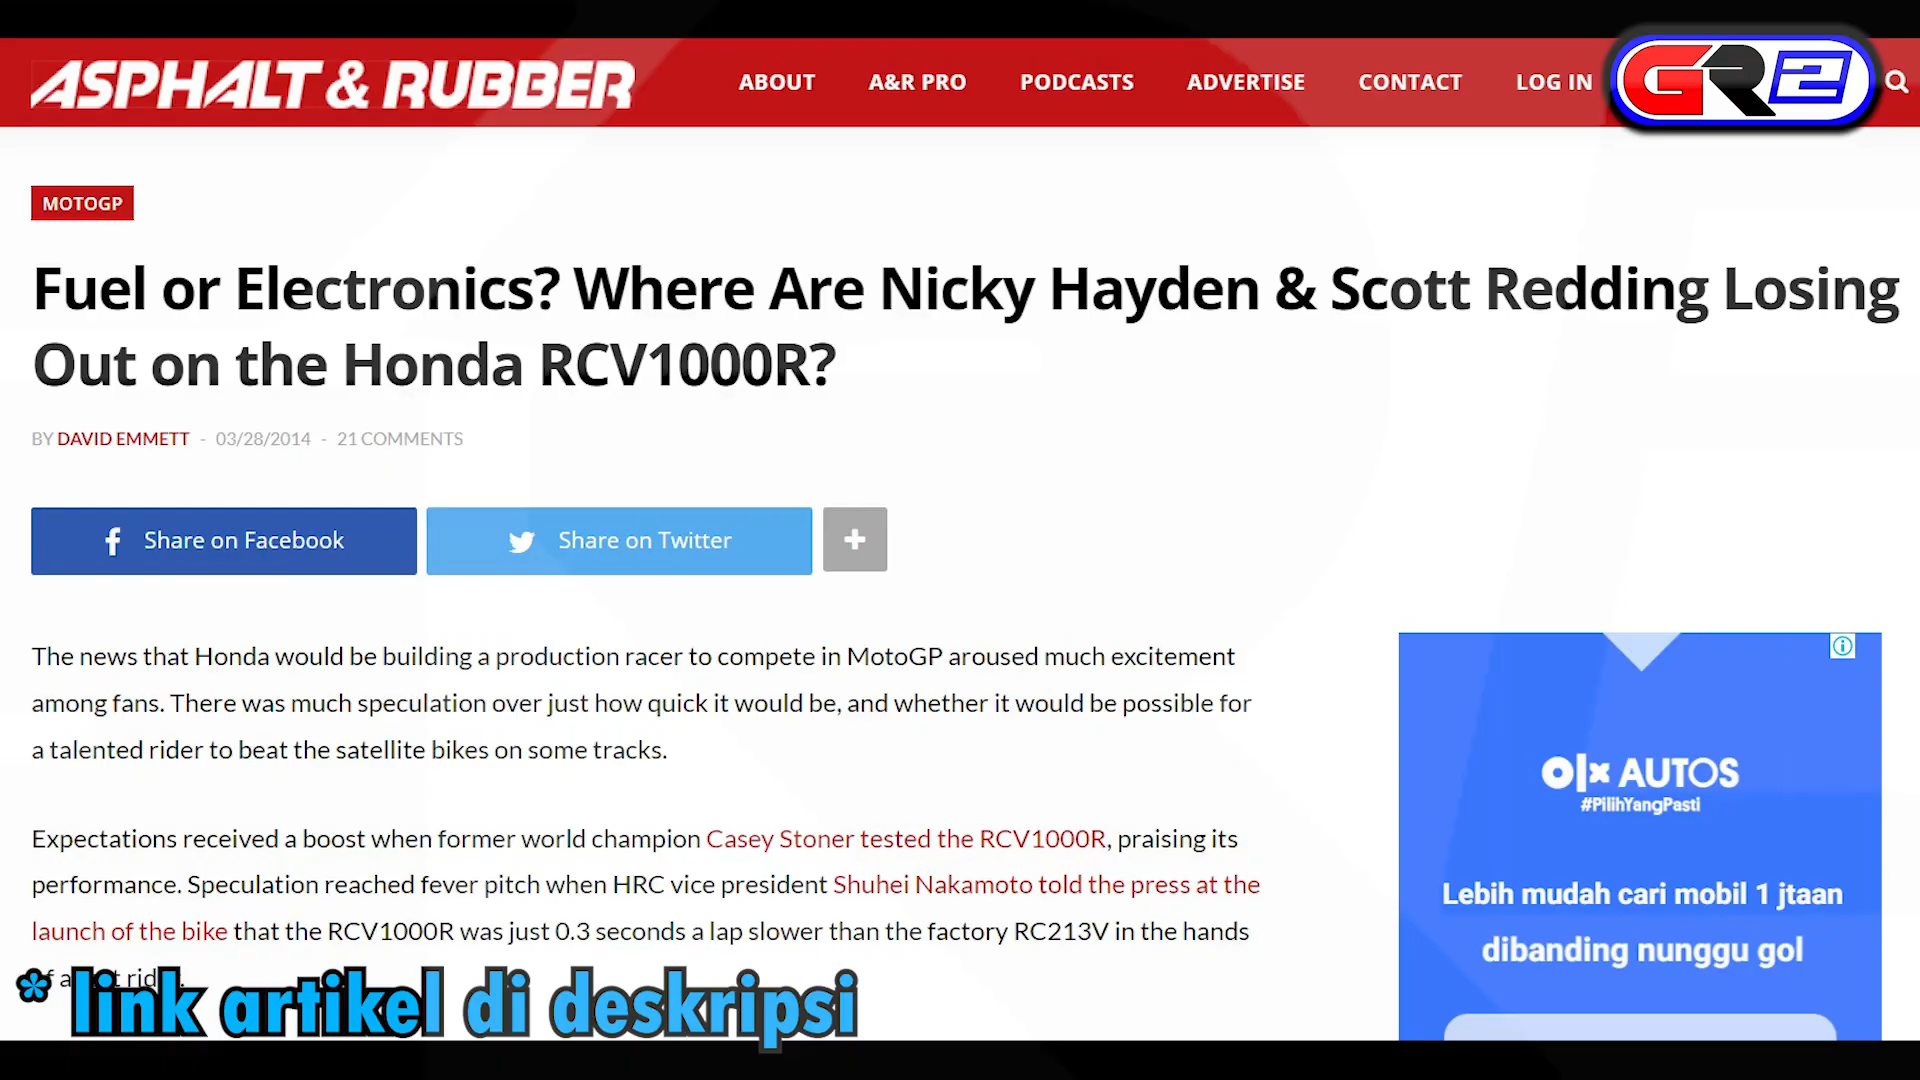 ASPHALT & RUBBER
ABOUT A&R PRO PODCASTS ADVERTISE CONTACT LOG IN
GR2
MOTOGP
Fuel or Electronics? Where Are Nicky Hayden & Scott Redding Losing
Out on the Honda RCV1000R?
BY DAVID EMMETT - 03/28/2014 - 21 COMMENTS
Share on Facebook
Share on Twitter
+
The news that Honda would be building a production racer to compete in MotoGP aroused much excitement
among fans. There was much speculation over just how quick it would be, and whether it would be possible for
a talented rider to beat the satellite bikes on some tracks.
Expectations received a boost when former world champion Casey Stoner tested the RCV1000R, praising its
performance. Speculation reached fever pitch when HRC vice president Shuhei Nakamoto told the press at the
launch of the bike that the RCV1000R was just 0.3 seconds a lap slower than the factory RC213V in the hands
* link artikel di deskripsi
olx AUTOS
#PilihYangPasti
Lebih mudah cari mobil 1 jtaan
dibanding nunggu gol